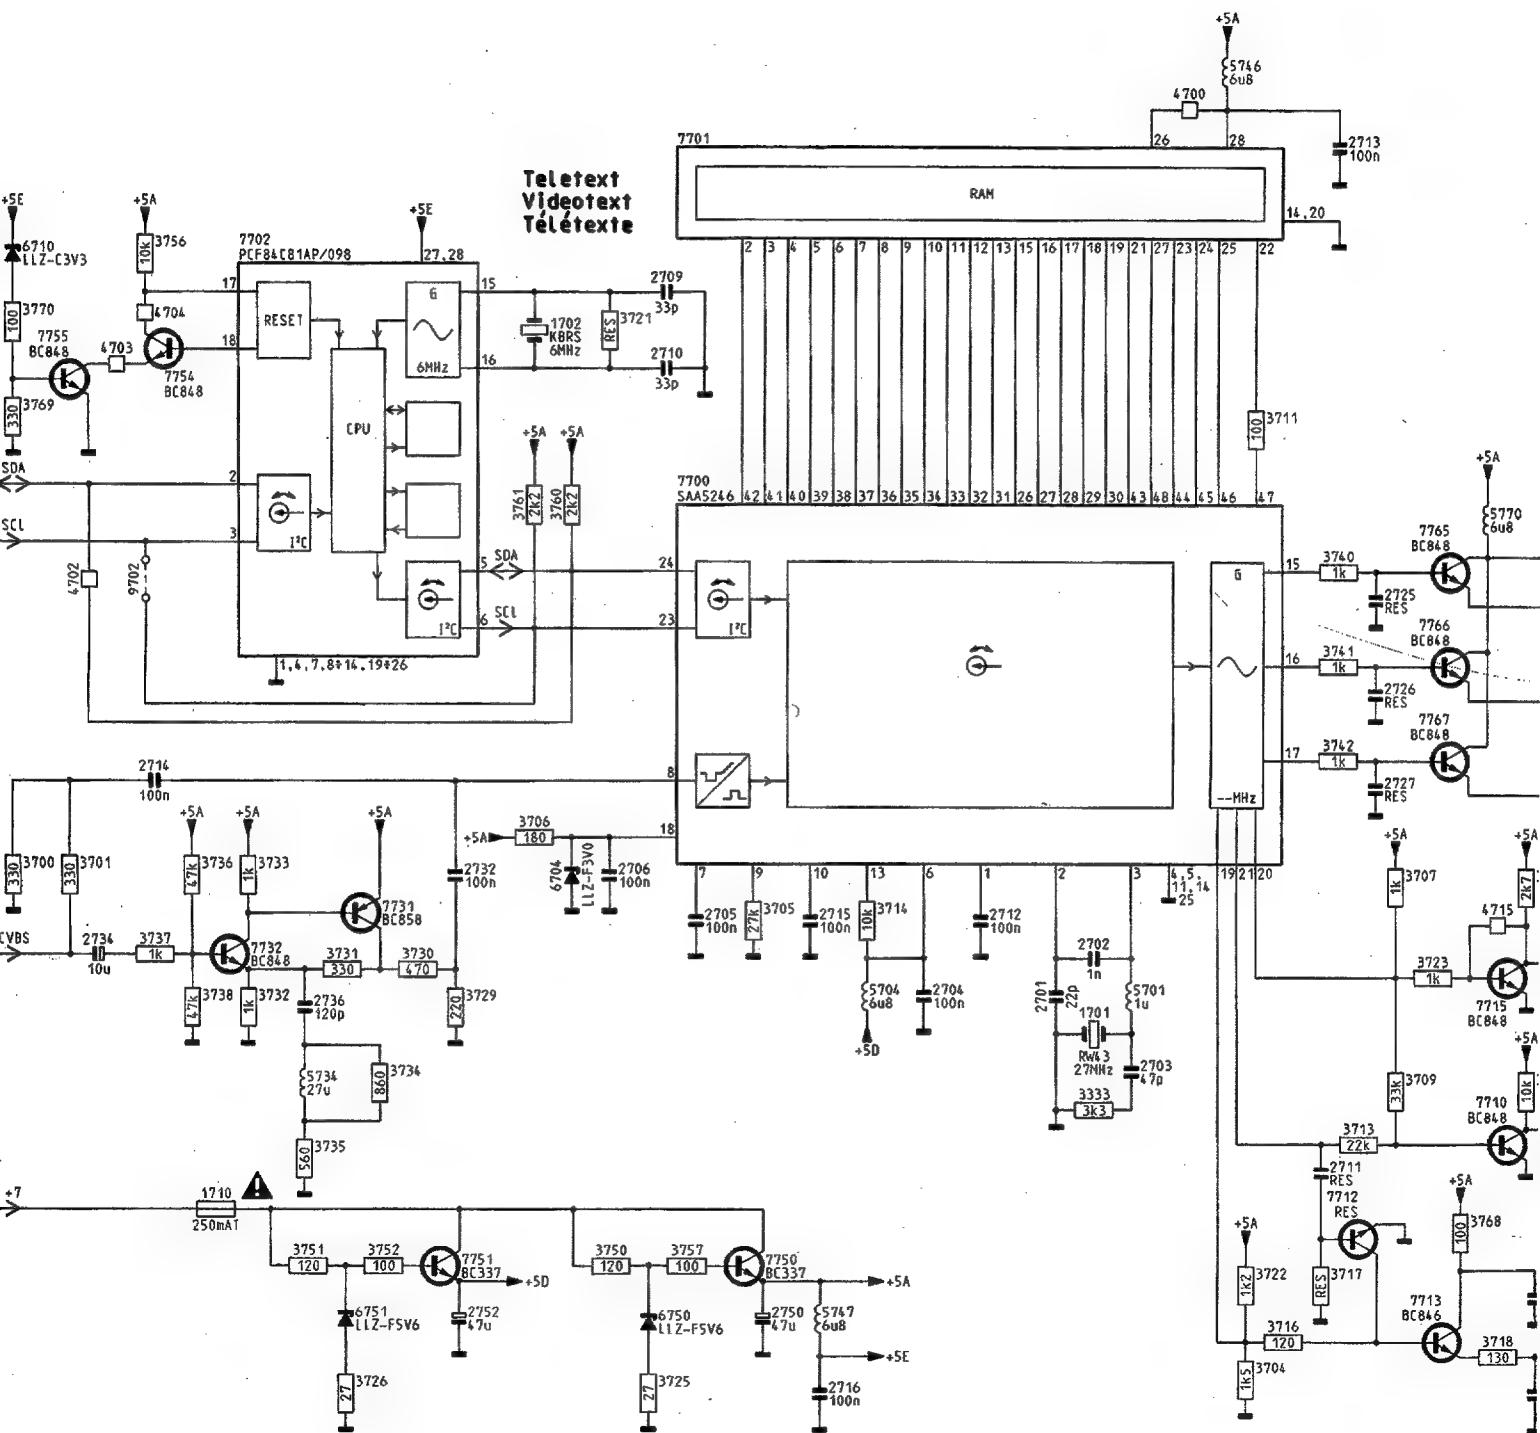 +5A
5746
6u8
4700
26
28
2713
100n
7701
RAM
14,20
Teletext
Videotext
Télétexte
+5E
+5A
+5E
6710
LLZ-C3V3
3756
10k
7702
PCF84C81AP/098
27,28
2 3 4 5 6 7 8 9 10 11 12 13 15 16 17 18 19 21 27 23 24 25 22
17
RESET
G
6MHz
15
16
2709
33p
1702
KBRS
6MHz
RES
3721
2710
33p
3770
100
4704
18
7755
BC848
4703
7754
BC848
3769
330
CPU
+5A
+5A
3711
100
+5A
SDA
2
3761
2k2
3760
2k2
7700
SAA5246
42 41 40 39 38 37 36 35 34 33 32 31 26 27 28 29 30 43 48 44 45 46 47
5770
6u8
SCL
3
I²C
4702
9702
5
SDA
24
6
SCL
23
I²C
I²C
G
15
3740
1k
7765
BC848
2725
RES
1,4,7,8÷14,19÷26
16
3741
1k
7766
BC848
2726
RES
17
3742
1k
7767
BC848
2727
RES
--MHz
2714
100n
8
+5A
+5A
+5A
+5A
3706
180
18
6704
LLZ-F3V0
2706
100n
3700
330
3701
330
3736
47k
3733
1k
2732
100n
7731
BC858
7
9
10
13
6
1
2
3
4,5,
11,14
25
19
21
20
+5A
+5A
3707
1k
2k7
4715
CVBS
2734
10u
3737
1k
7732
BC848
3731
330
3730
470
2705
100n
3705
27k
2715
100n
3714
10k
2712
100n
2702
1n
3723
1k
7715
BC848
3738
47k
3732
1k
2736
120p
3729
220
5704
6u8
2704
100n
2701
22p
5701
1u
1701
RW43
27MHz
+5D
2703
47p
3333
3k3
5734
27u
3734
860
3735
560
+5A
3709
33k
7710
BC848
10k
3713
22k
2711
RES
7712
RES
+5A
3768
100
+7
1710
250mAT
3751
120
3752
100
7751
BC337
+5D
3750
120
3757
100
7750
BC337
+5A
+5A
3722
1k2
RES
3717
6751
LLZ-F5V6
2752
47u
6750
LLZ-F5V6
2750
47u
5747
6u8
+5E
7713
BC846
3716
120
3718
130
3704
1k5
3726
27
3725
27
2716
100n